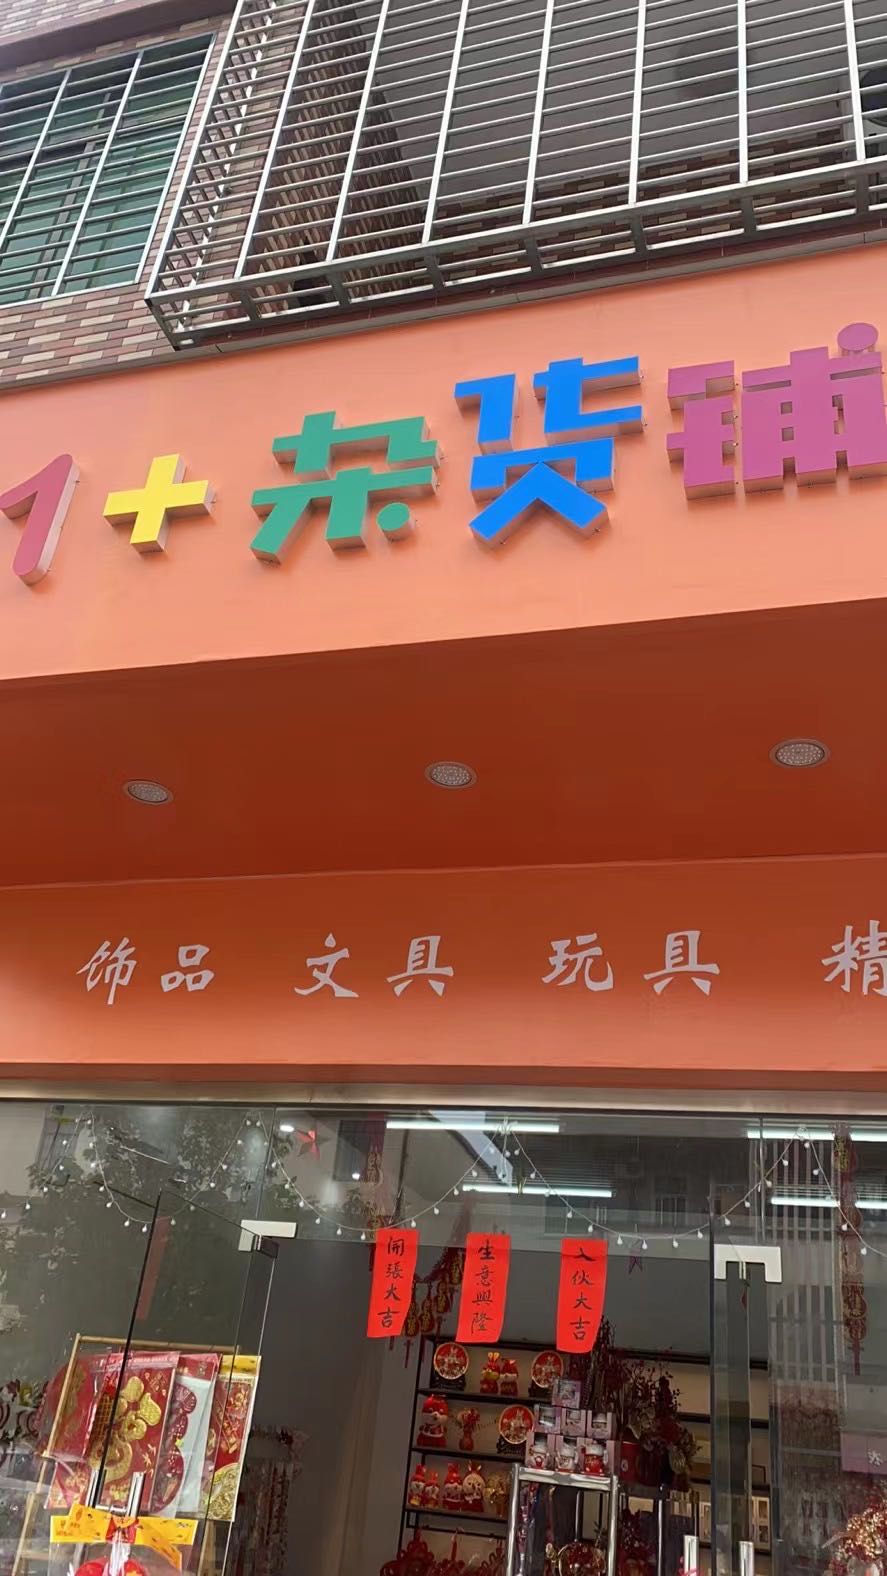 1+杂货铺
饰品 文具 玩具 精
開張大吉
生意興隆
入伙大吉